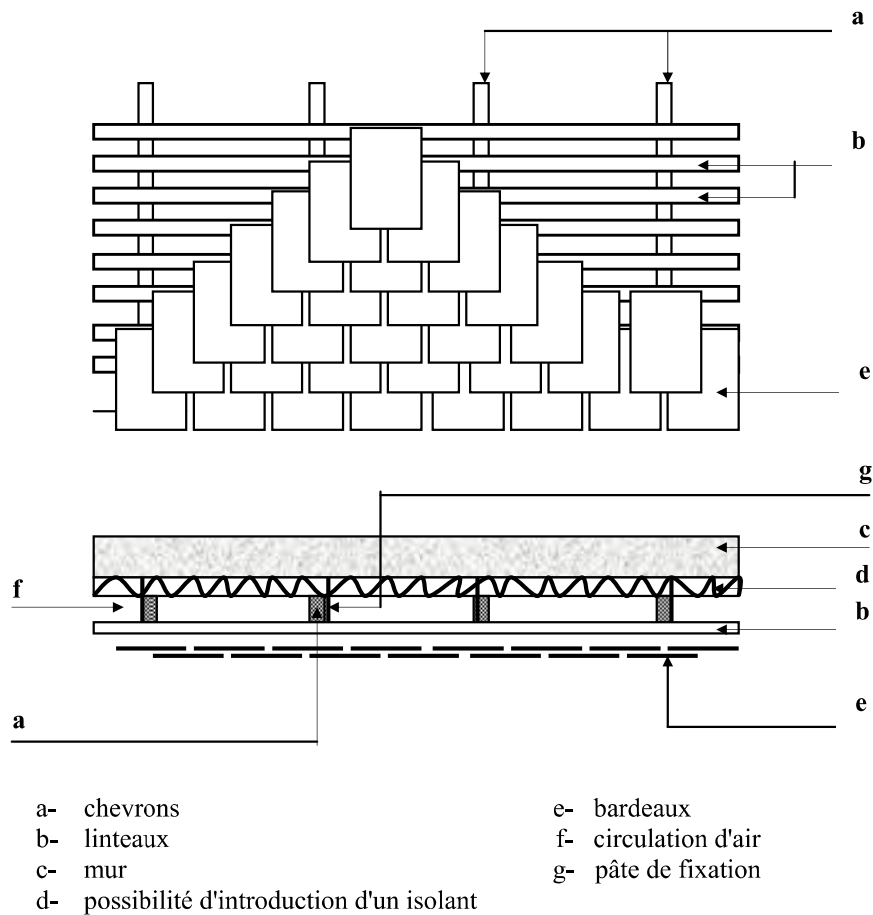 a
b
e
g
c
f
d
b
a
e
a- chevrons
b- linteaux
c- mur
d- possibilité d'introduction d'un isolant
e- bardeaux
f- circulation d'air
g- pâte de fixation